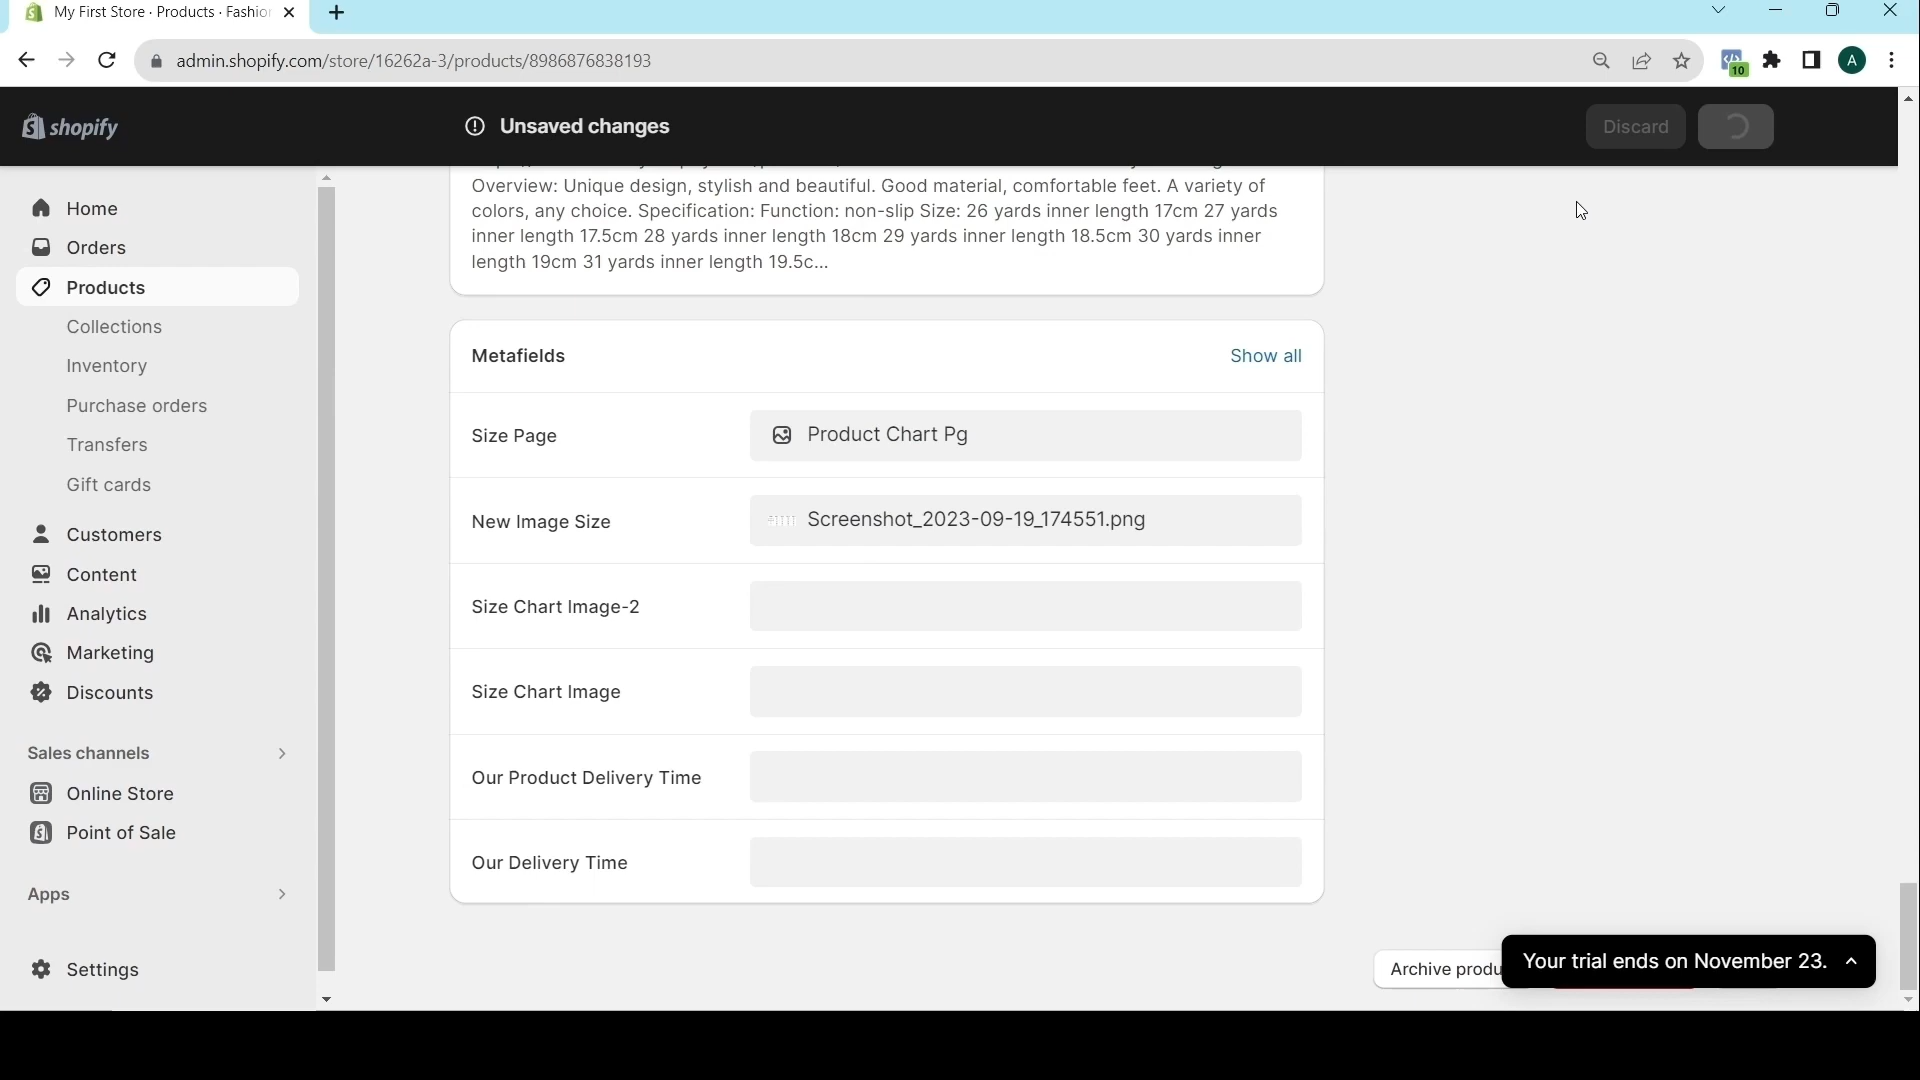 My First Store · Products · Fashio
admin.shopify.com/store/16262a-3/products/8986876838193
10
A
shopify
Unsaved changes
Discard
Home
Orders
Products
Collections
Inventory
Purchase orders
Transfers
Gift cards
Customers
Content
Analytics
Marketing
Discounts
Sales channels
Online Store
Point of Sale
Apps
Settings
Overview: Unique design, stylish and beautiful. Good material, comfortable feet. A variety of
colors, any choice. Specification: Function: non-slip Size: 26 yards inner length 17cm 27 yards
inner length 17.5cm 28 yards inner length 18cm 29 yards inner length 18.5cm 30 yards inner
length 19cm 31 yards inner length 19.5c...
Metafields
Show all
Size Page
Product Chart Pg
New Image Size
Screenshot_2023-09-19_174551.png
Size Chart Image-2
Size Chart Image
Our Product Delivery Time
Our Delivery Time
Archive produ
Your trial ends on November 23.